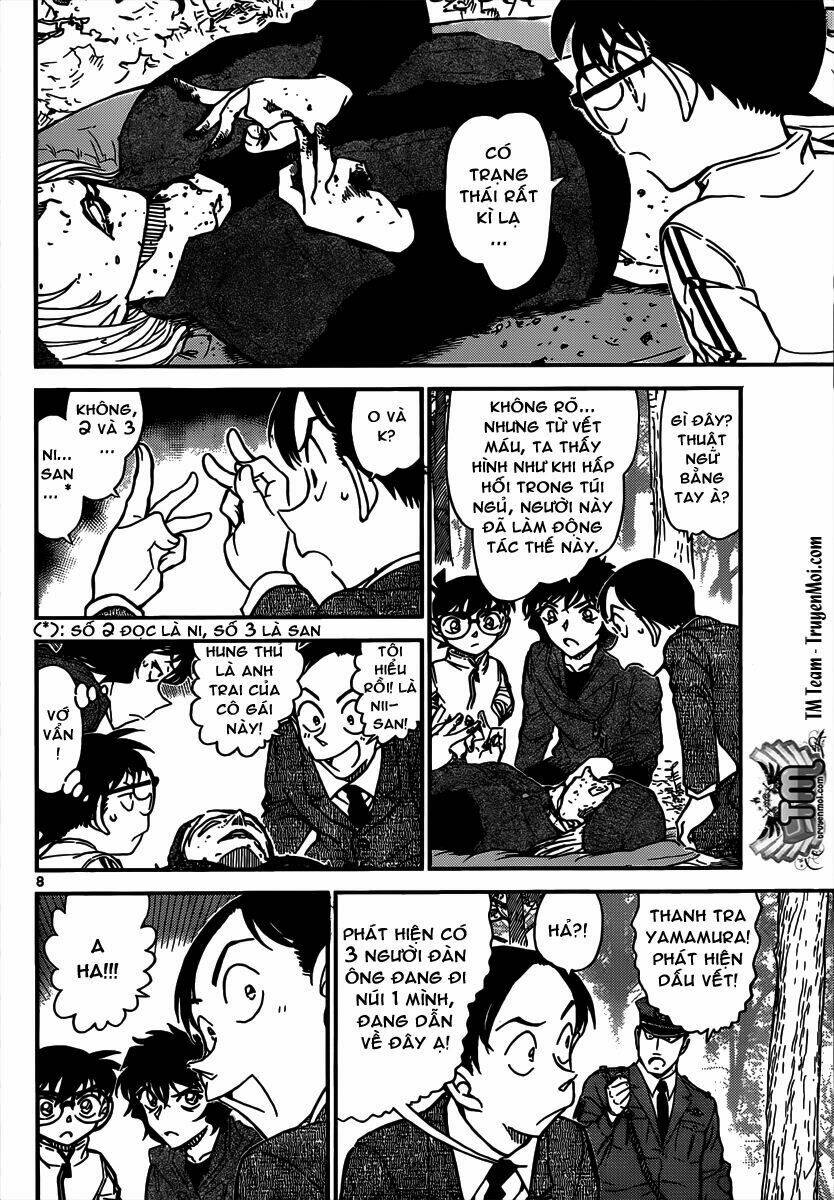 CÓ
TRẠNG
THÁI RẤT
KÌ LẠ
...
GÌ ĐÂY?
THUẬT
NGỮ
BẰNG
TAY À?
KHÔNG RÕ...
NHƯNG TỪ VẾT
MÁU, TA THẤY
HÌNH NHƯ KHI HẤP
HỐI TRONG TÚI
NGỦ, NGƯỜI NÀY
ĐÃ LÀM ĐỘNG
TÁC THẾ NÀY.
O VÀ
K?
KHÔNG,
2 VÀ 3
...
NI...
SAN
...*
(*): SỐ 2 ĐỌC LÀ NI, SỐ 3 LÀ SAN
TÔI
HIỂU
RỒI! LÀ
NII-
SAN!
HUNG THỦ
LÀ ANH
TRAI CỦA
CÔ GÁI
NÀY!
VỚ
VẨN
!
8
THANH TRA
YAMAMURA!
PHÁT HIỆN
DẤU VẾT!
HẢ?!
PHÁT HIỆN CÓ
3 NGƯỜI ĐÀN
ÔNG ĐANG ĐI
NÚI 1 MÌNH,
ĐANG DẪN
VỀ ĐÂY Ạ!
A
HA!!!
TM Team - TruyenMoi.com
TM
truyenmoi.com